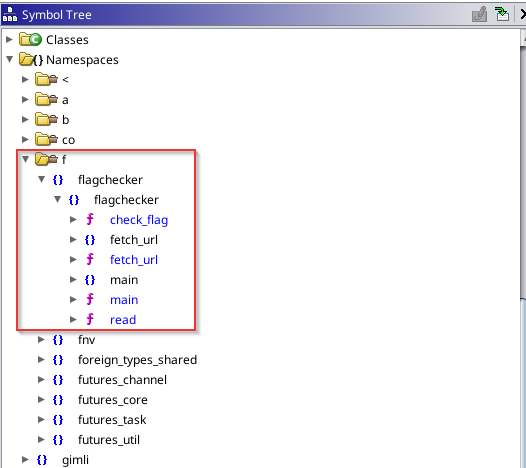 Symbol Tree
Classes
{} Namespaces
<
a
b
co
f
{} flagchecker
{} flagchecker
f check_flag
{} fetch_url
f fetch_url
{} main
f main
f read
{} fnv
{} foreign_types_shared
{} futures_channel
{} futures_core
{} futures_task
{} futures_util
{} gimli